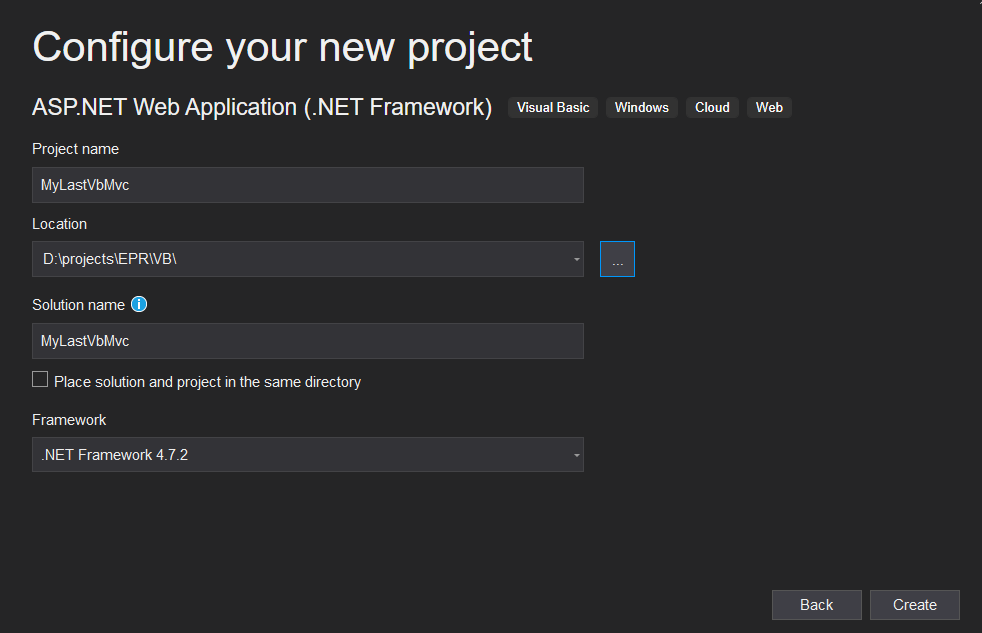 Configure your new project
ASP.NET Web Application (.NET Framework) Visual Basic Windows Cloud Web
Project name
MyLastVbMvc
Location
D:\projects\EPR\VB\
...
Solution name
MyLastVbMvc
Place solution and project in the same directory
Framework
.NET Framework 4.7.2
Back Create